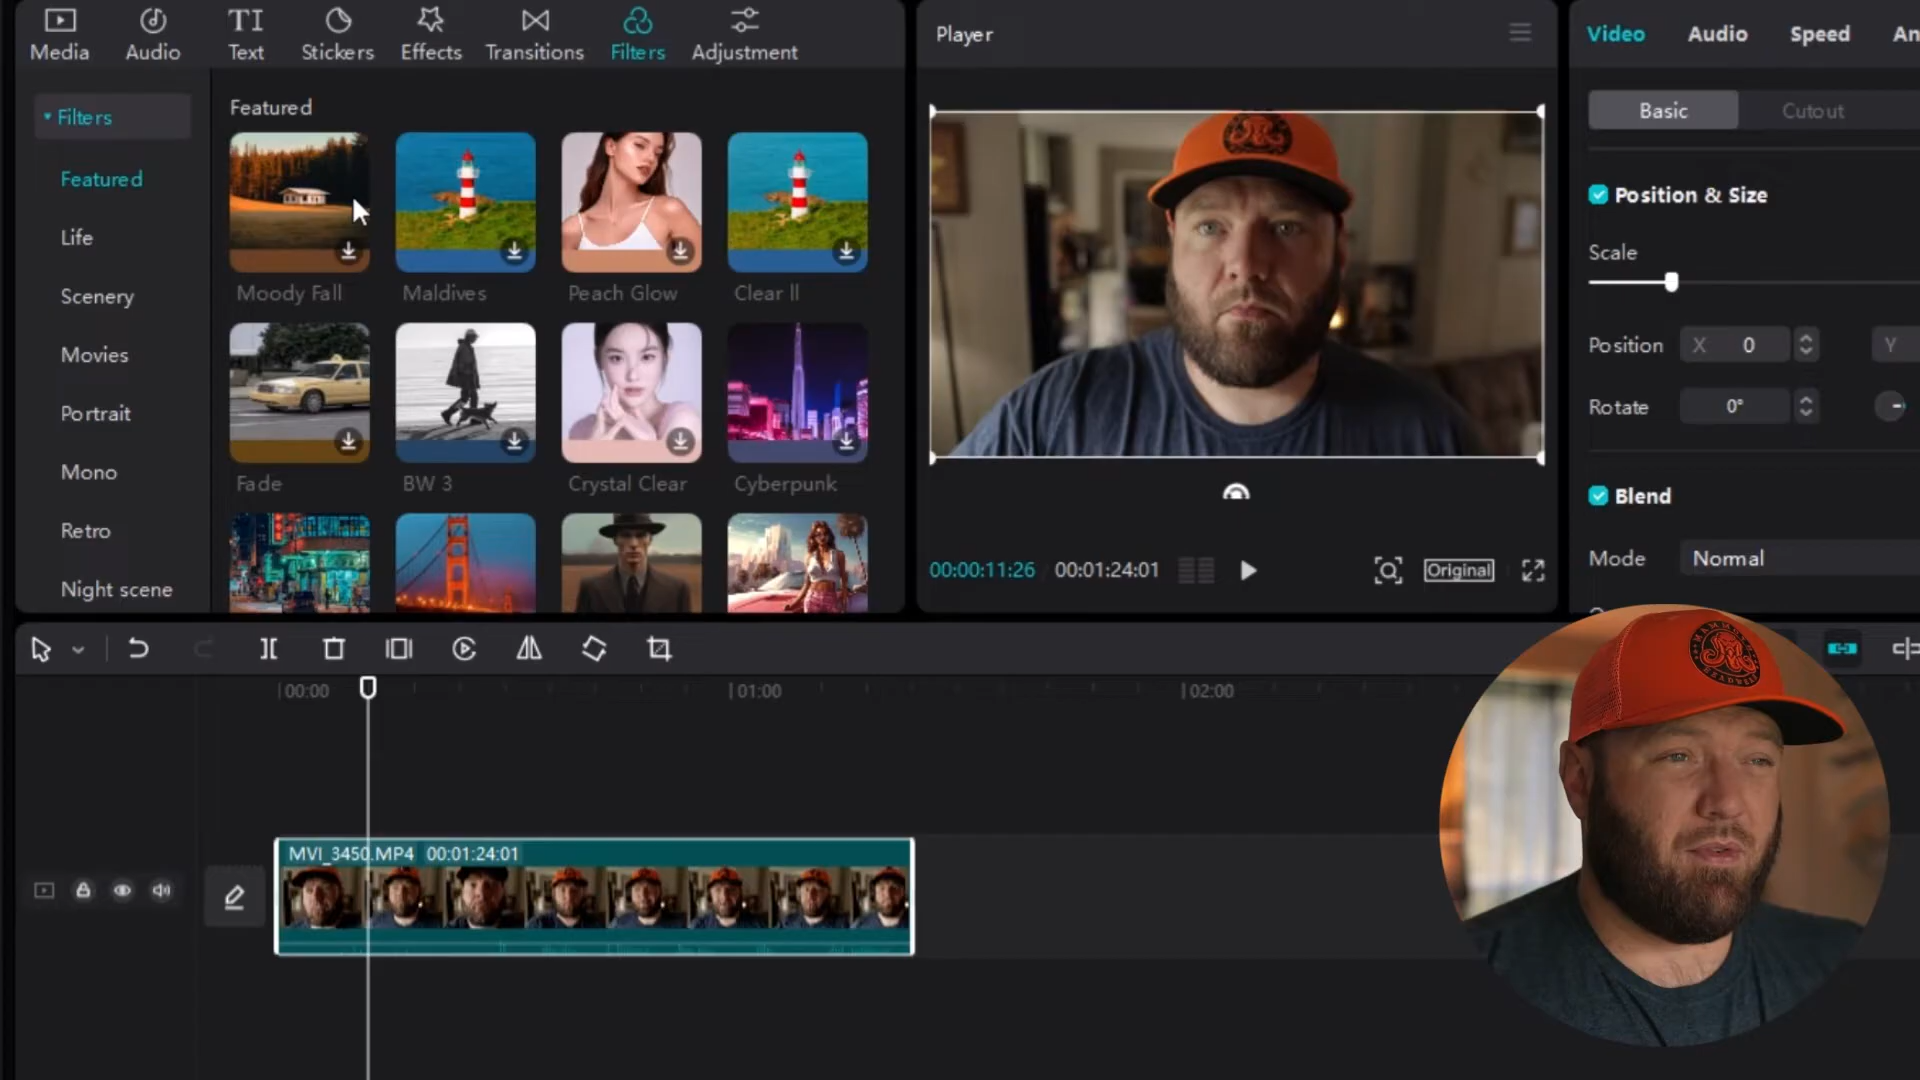 Media
Audio
TI
Text
Stickers
Effects
Transitions
Filters
Adjustment
Filters
Featured
Life
Scenery
Movies
Portrait
Mono
Retro
Night scene
Featured
Moody Fall
Maldives
Peach Glow
Clear ll
Fade
BW 3
Crystal Clear
Cyberpunk
Player
00:00:11:26
00:01:24:01
Original
Video
Audio
Speed
An
Basic
Cutout
Position & Size
Scale
Position X 0 Y
Rotate 0°
Blend
Mode Normal
00:00
01:00
02:00
MVI_3450.MP4 00:01:24:01